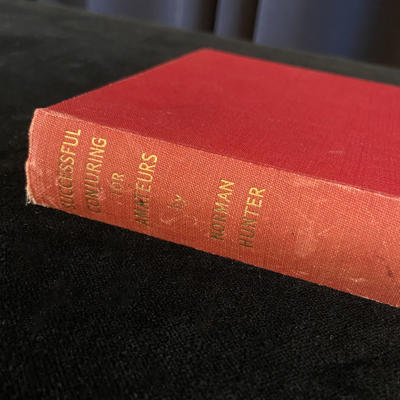 SUCCESSFUL
CONJURING
FOR
AMATEURS
by
NORMAN
HUNTER